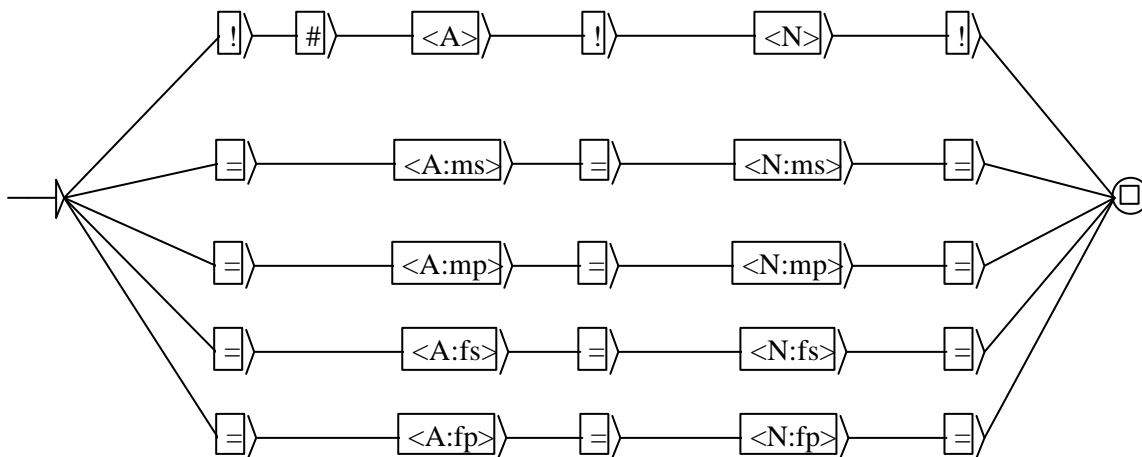 ! # <A> ! <N> !
= <A:ms> = <N:ms> =
= <A:mp> = <N:mp> =
= <A:fs> = <N:fs> =
= <A:fp> = <N:fp> =